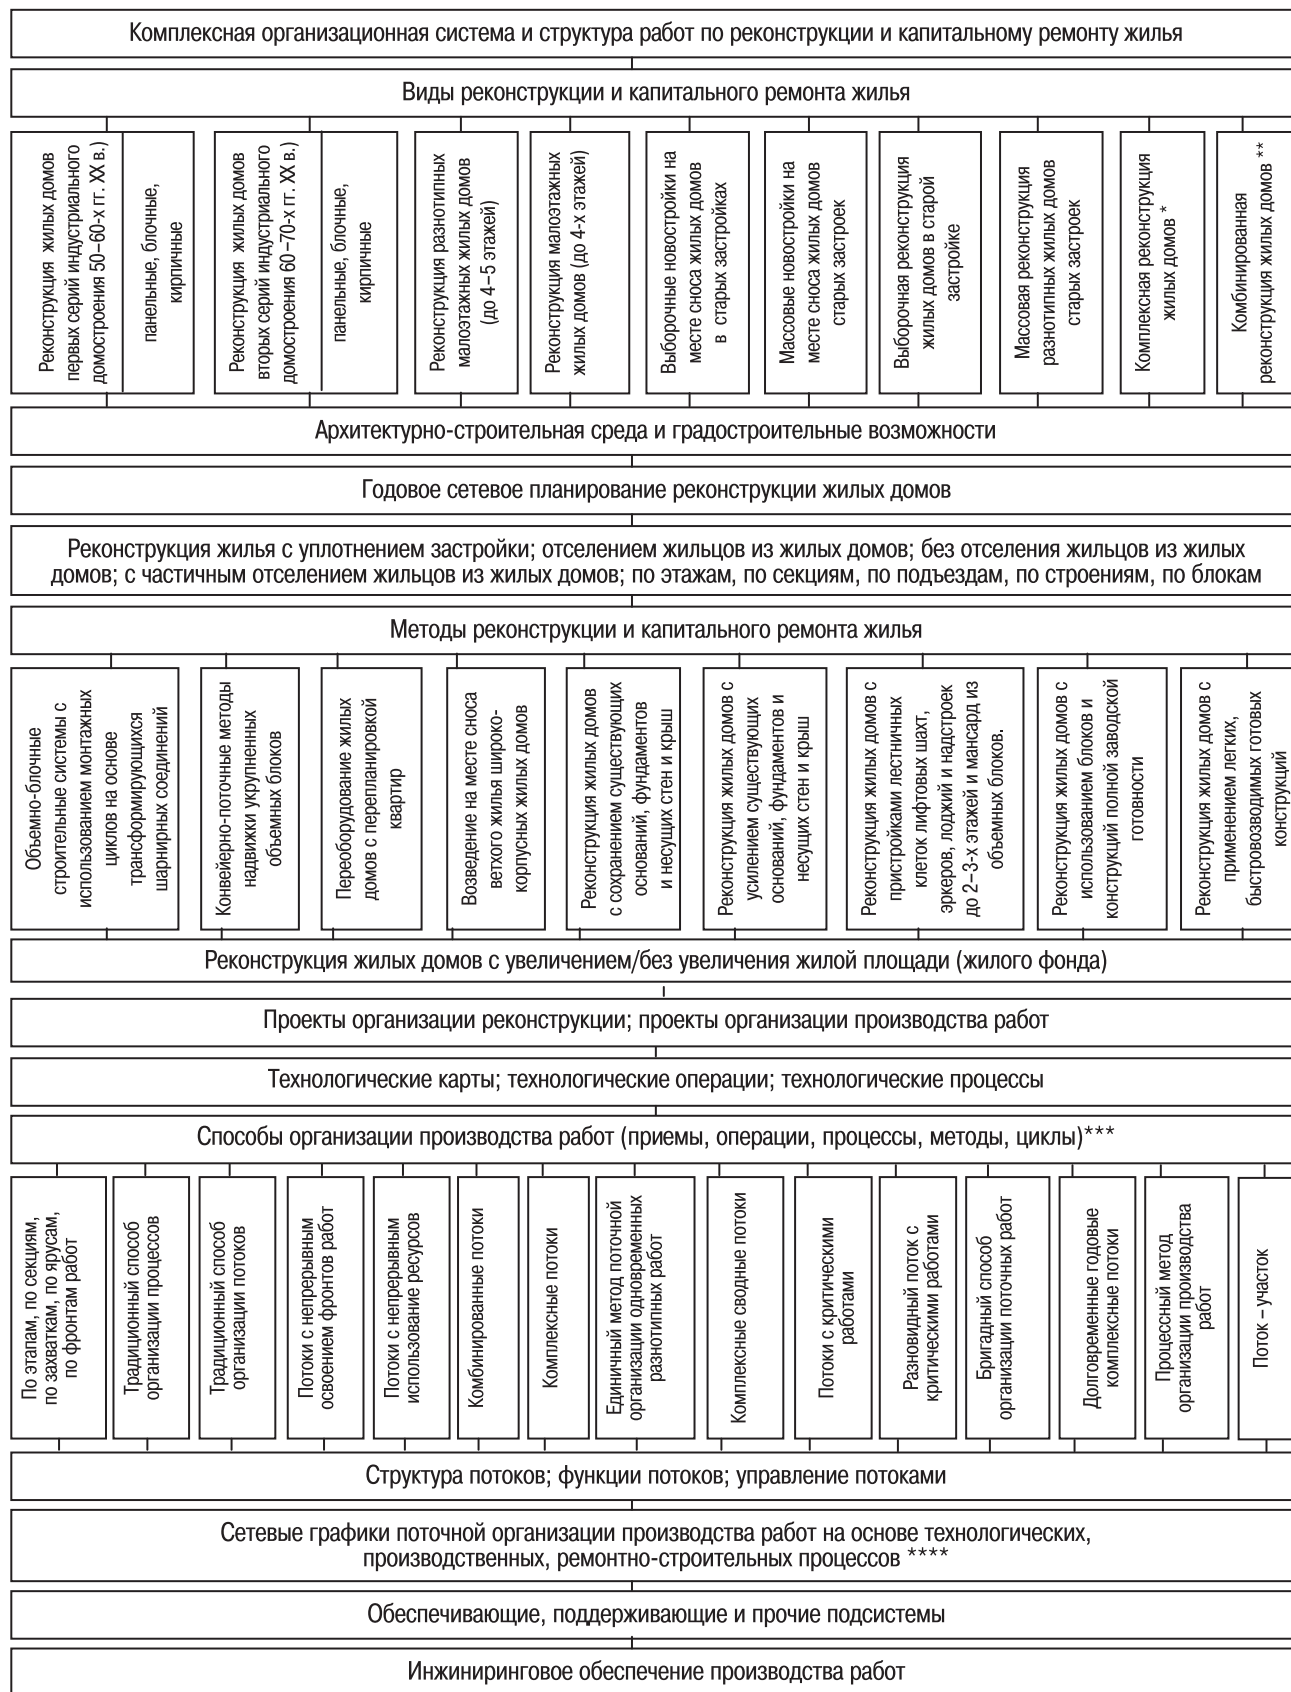 Комплексная организационная система и структура работ по реконструкции и капитальному ремонту жилья
Виды реконструкции и капитального ремонта жилья
Реконструкция жилых домов
первых серий индустриального
домостроения 50–60-х гг. XX в.)
панельные, блочные,
кирпичные
Реконструкция жилых домов
вторых серий индустриального
домостроения 60–70-х гг. XX в.)
панельные, блочные,
кирпичные
Реконструкция разнотипных
малоэтажных жилых домов
(до 4–5 этажей)
Реконструкция малоэтажных
жилых домов (до 4-х этажей)
Выборочные новостройки на
месте сноса жилых домов
в старых застройках
Массовые новостройки на
месте сноса жилых домов
старых застроек
Выборочная реконструкция
жилых домов в старой
застройке
Массовая реконструкция
разнотипных жилых домов
старых застроек
Комплексная реконструкция
жилых домов *
Комбинированная
реконструкция жилых домов **
Архитектурно-строительная среда и градостроительные возможности
Годовое сетевое планирование реконструкции жилых домов
Реконструкция жилья с уплотнением застройки; отселением жильцов из жилых домов; без отселения жильцов из жилых
домов; с частичным отселением жильцов из жилых домов; по этажам, по секциям, по подъездам, по строениям, по блокам
Методы реконструкции и капитального ремонта жилья
Объемно-блочные
строительные системы с
использованием монтажных
циклов на основе
трансформирующихся
шарнирных соединений
Конвейерно-поточные методы
надвижки укрупненных
объемных блоков
Переоборудование жилых
домов с перепланировкой
квартир
Возведение на месте сноса
ветхого жилья широко-
корпусных жилых домов
Реконструкция жилых домов
с сохранением существующих
оснований, фундаментов
и несущих стен и крыш
Реконструкция жилых домов с
усилением существующих
оснований, фундаментов и
несущих стен и крыш
Реконструкция жилых домов с
пристройками лестничных
клеток лифтовых шахт,
эркеров, лоджий и надстроек
до 2–3-х этажей и мансард из
объемных блоков.
Реконструкция жилых домов с
использованием блоков и
конструкций полной заводской
готовности
Реконструкция жилых домов с
применением легких,
быстровозводимых готовых
конструкций
Реконструкция жилых домов с увеличением/без увеличения жилой площади (жилого фонда)
Проекты организации реконструкции; проекты организации производства работ
Технологические карты; технологические операции; технологические процессы
Способы организации производства работ (приемы, операции, процессы, методы, циклы)***
По этапам, по секциям,
по захваткам, по ярусам,
по фронтам работ
Традиционный способ
организации процессов
Традиционный способ
организации потоков
Потоки с непрерывным
освоением фронтов работ
Потоки с непрерывным
использование ресурсов
Комбинированные потоки
Комплексные потоки
Единичный метод поточной
организации одновременных
разнотипных работ
Комплексные сводные потоки
Потоки с критическими
работами
Разновидный поток с
критическими работами
Бригадный способ
организации поточных работ
Долговременные годовые
комплексные потоки
Процессный метод
организации производства
работ
Поток – участок
Структура потоков; функции потоков; управление потоками
Сетевые графики поточной организации производства работ на основе технологических,
производственных, ремонтно-строительных процессов ****
Обеспечивающие, поддерживающие и прочие подсистемы
Инжиниринговое обеспечение производства работ